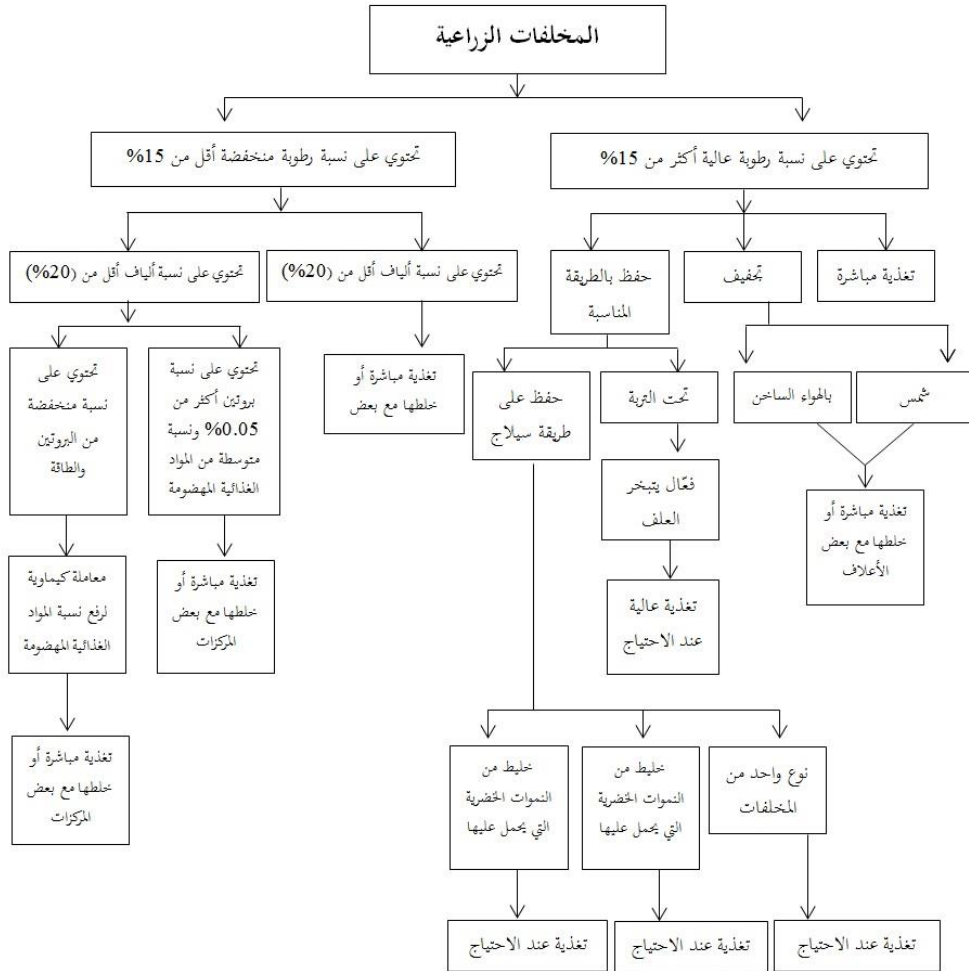 المخلفات الزراعية
تحتوي على نسبة رطوبة عالية أكثر من 15%
تحتوي على نسبة رطوبة منخفضة أقل من 15%
تغذية مباشرة
تجفيف
حفظ بالطريقة
المناسبة
تحتوي على نسبة ألياف أقل من (20%)
تحتوي على نسبة ألياف أقل من (20%)
شمس
بالهواء الساخن
تحت التربة
حفظ على
طريقة سيلاج
تغذية مباشرة أو
خلطها مع بعض
تحتوي على نسبة
بروتين أكثر من
0.05% ونسبة
متوسطة من المواد
الغذائية المهضومة
تحتوي على
نسبة منخفضة
من البروتين
والطاقة
تغذية مباشرة أو
خلطها مع بعض
الأعلاف
فعّال يتبخر
العلف
تغذية عالية
عند الاحتياج
تغذية مباشرة أو
خلطها مع بعض
المركزات
معاملة كيماوية
لرفع نسبة المواد
الغذائية المهضومة
تغذية مباشرة أو
خلطها مع بعض
المركزات
نوع واحد من
المخلفات
خليط من
النموات الخضرية
التي يحمل عليها
خليط من
النموات الخضرية
التي يحمل عليها
تغذية عند الاحتياج
تغذية عند الاحتياج
تغذية عند الاحتياج